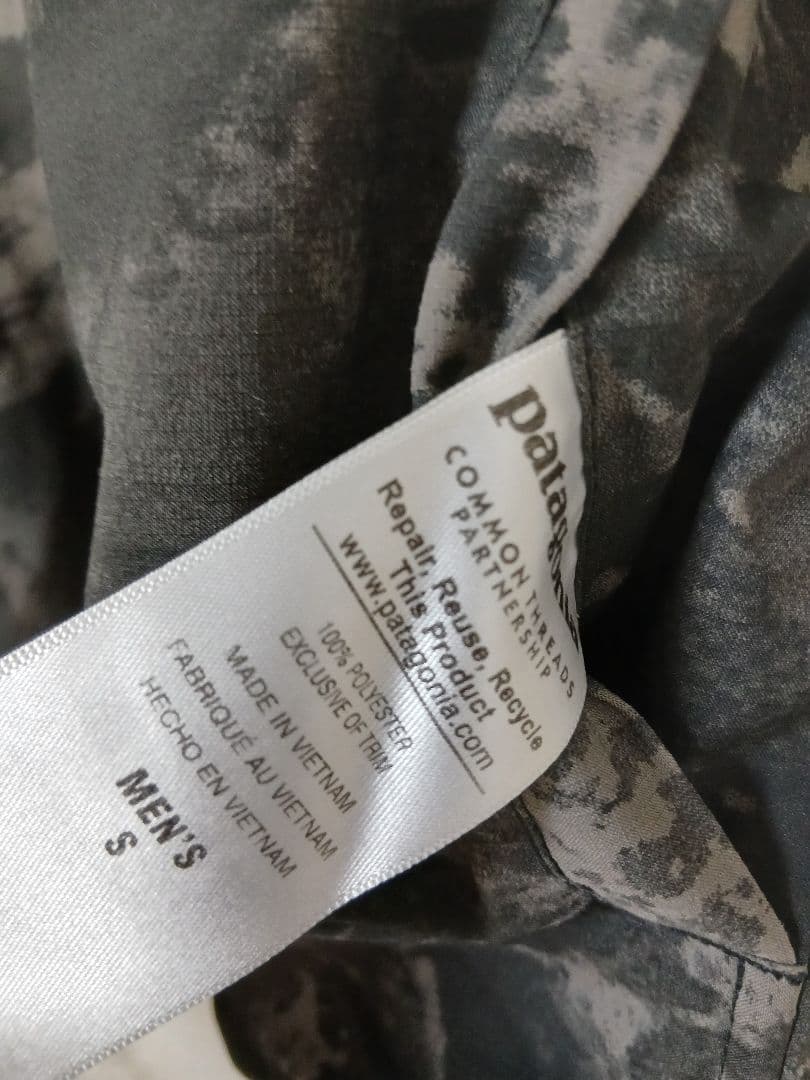 patagonia
COMMON THREADS
PARTNERSHIP
Repair, Reuse, Recycle
This Product
www.patagonia.com
100% POLYESTER
EXCLUSIVE OF TRIM
MADE IN VIETNAM
FABRIQUÉ AU VIETNAM
HECHO EN VIETNAM
MEN'S
S